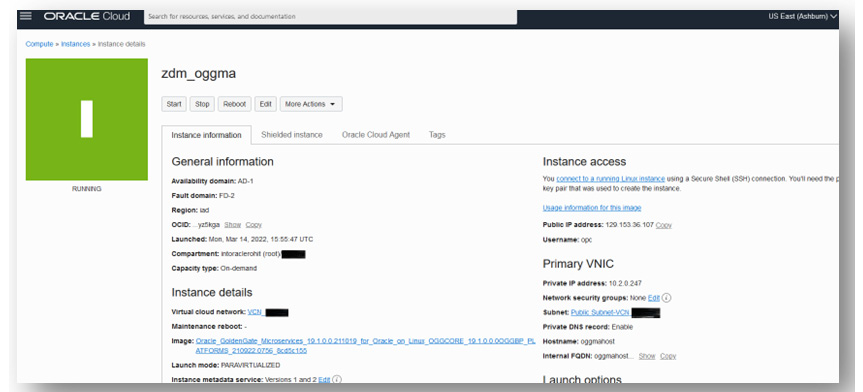 ORACLE Cloud
Search for resources, services, and documentation
US East (Ashburn)
Compute » Instances » Instance details
zdm_oggma
Start Stop Reboot Edit More Actions
Instance information Shielded instance Oracle Cloud Agent Tags
RUNNING
General information
Availability domain: AD-1
Fault domain: FD-2
Region: iad
OCID: ...yz5kga Show Copy
Launched: Mon, Mar 14, 2022, 15:55:47 UTC
Compartment: intoraclerohit (root)/
Capacity type: On-demand
Instance details
Virtual cloud network: VCN_
Maintenance reboot: -
Image: Oracle_GoldenGate_Microservices_19.1.0.0.211019_for_Oracle_on_Linux_OGGCORE_19.1.0.0.0OGGBP_PL
ATFORMS_210922.0756_8cd5c155
Launch mode: PARAVIRTUALIZED
Instance metadata service: Versions 1 and 2 Edit
Instance access
You connect to a running Linux instance using a Secure Shell (SSH) connection. You'll need the
key pair that was used to create the instance.
Usage information for this image
Public IP address: 129.153.36.107 Copy
Username: opc
Primary VNIC
Private IP address: 10.2.0.247
Network security groups: None Edit
Subnet: Public Subnet-VCN_
Private DNS record: Enable
Hostname: oggmahost
Internal FQDN: oggmahost... Show Copy
Launch options